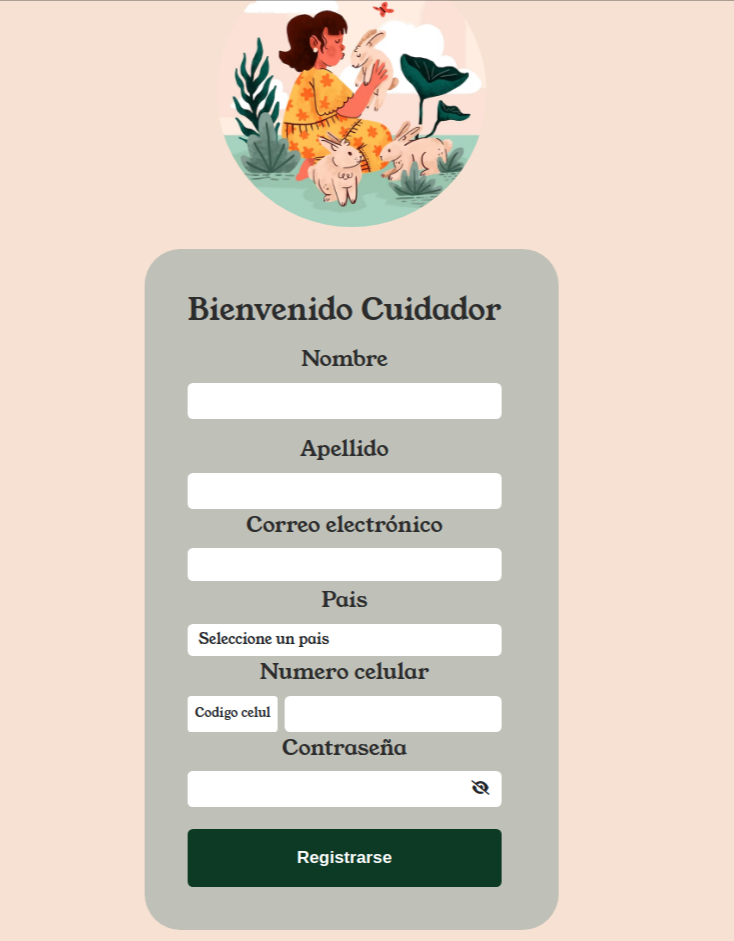 Bienvenido Cuidador
Nombre
Apellido
Correo electrónico
Pais
Seleccione un pais
Numero celular
Codigo celul
Contraseña
Registrarse